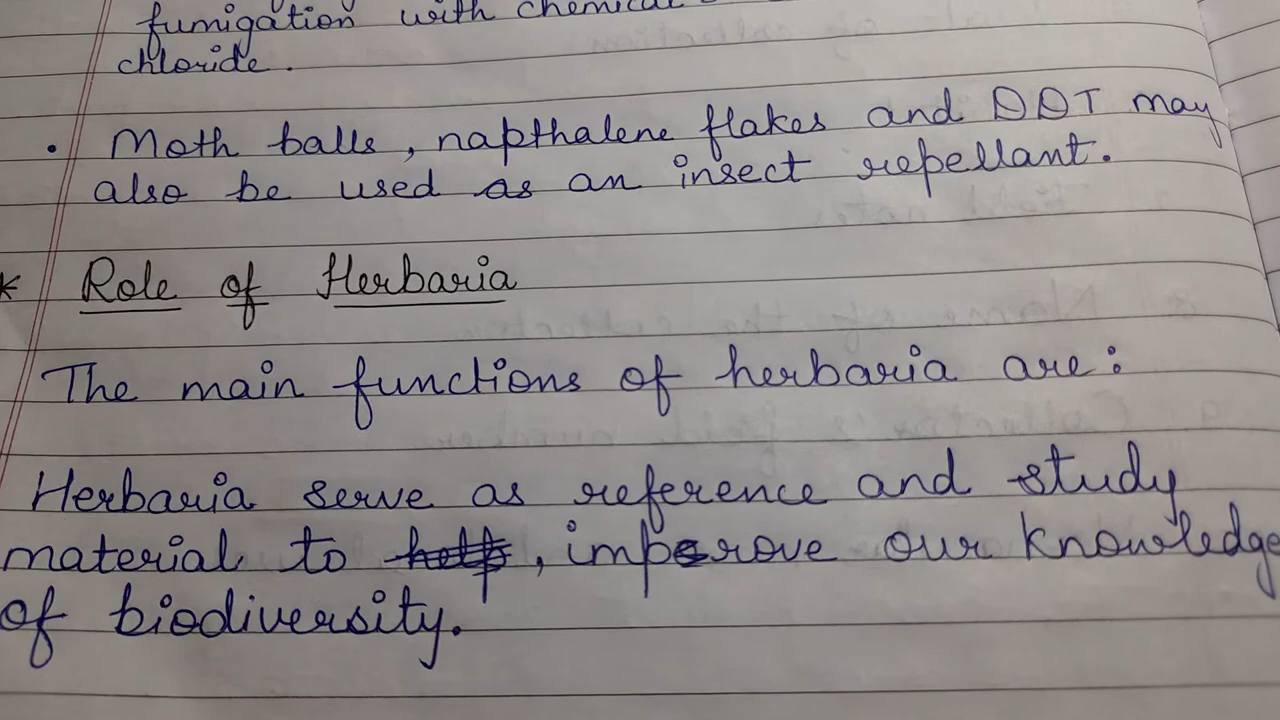 fumigation with chemical
chloride.
• Moth balls, napthalene flakes and DDT may
also be used as an insect repellant.
* Role of Herbaria
The main functions of herbaria are:
Herbaria serve as reference and study
material to help, improve our knowledge
of biodiversity.